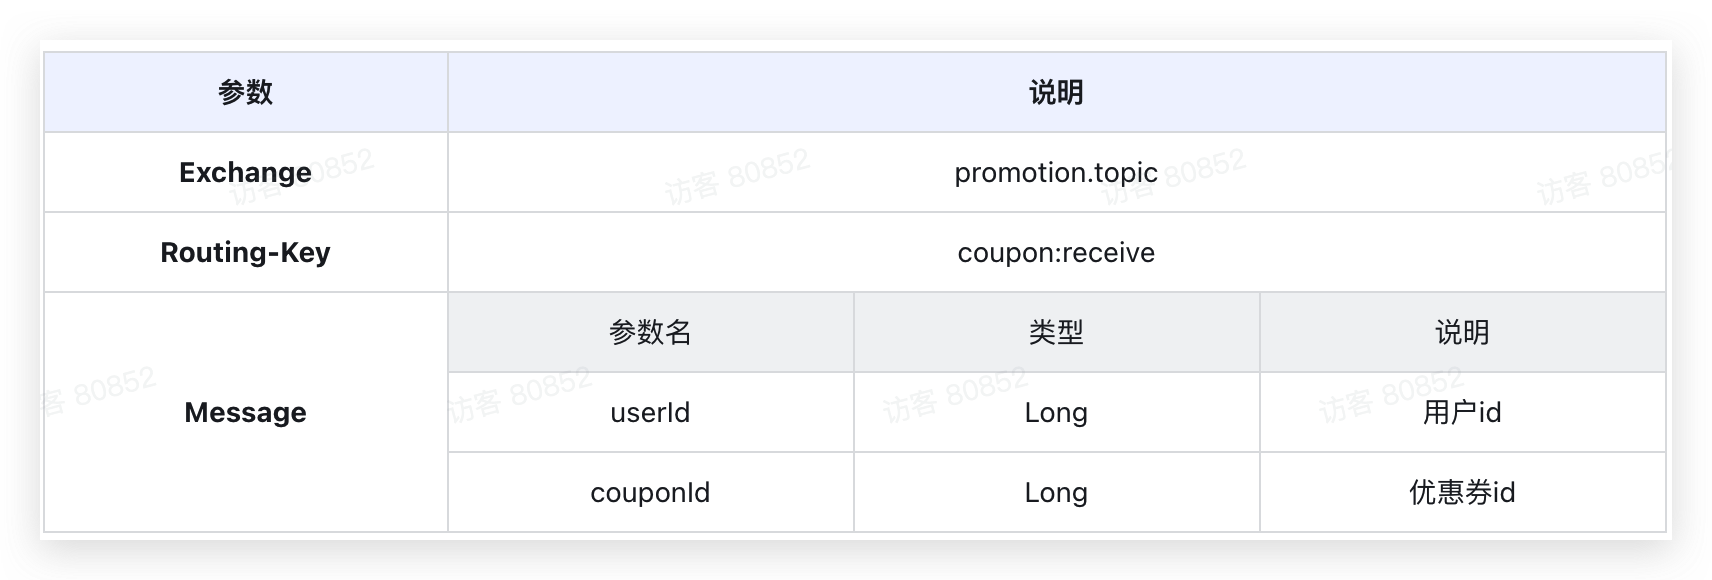 参数 说明
Exchange promotion.topic
访客 80852 访客 80852 访客 80852 访客 80852
Routing-Key coupon:receive
参数名 类型 说明
客 80852 访客 80852 访客 80852 访客 80852
Message userId Long 用户id
couponId Long 优惠券id